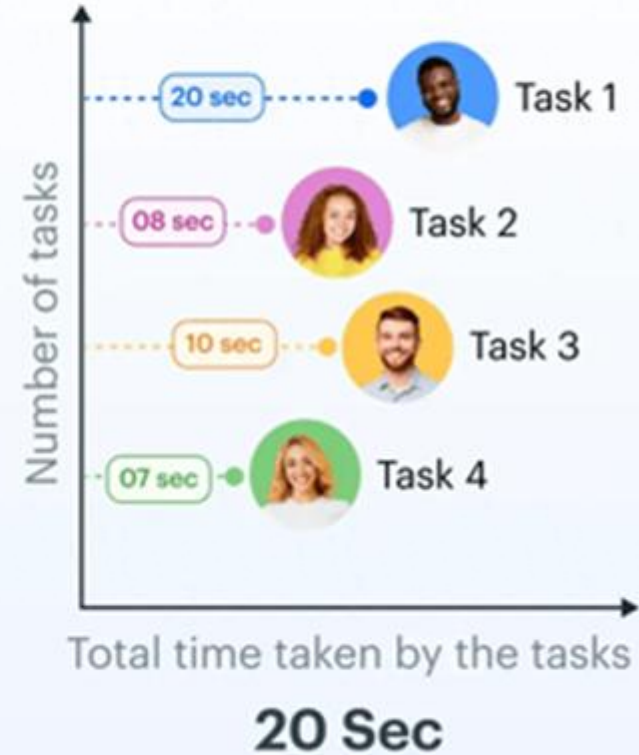 20 sec
Task 1
08 sec
Task 2
10 sec
Task 3
07 sec
Task 4
Number of tasks
Total time taken by the tasks
20 Sec